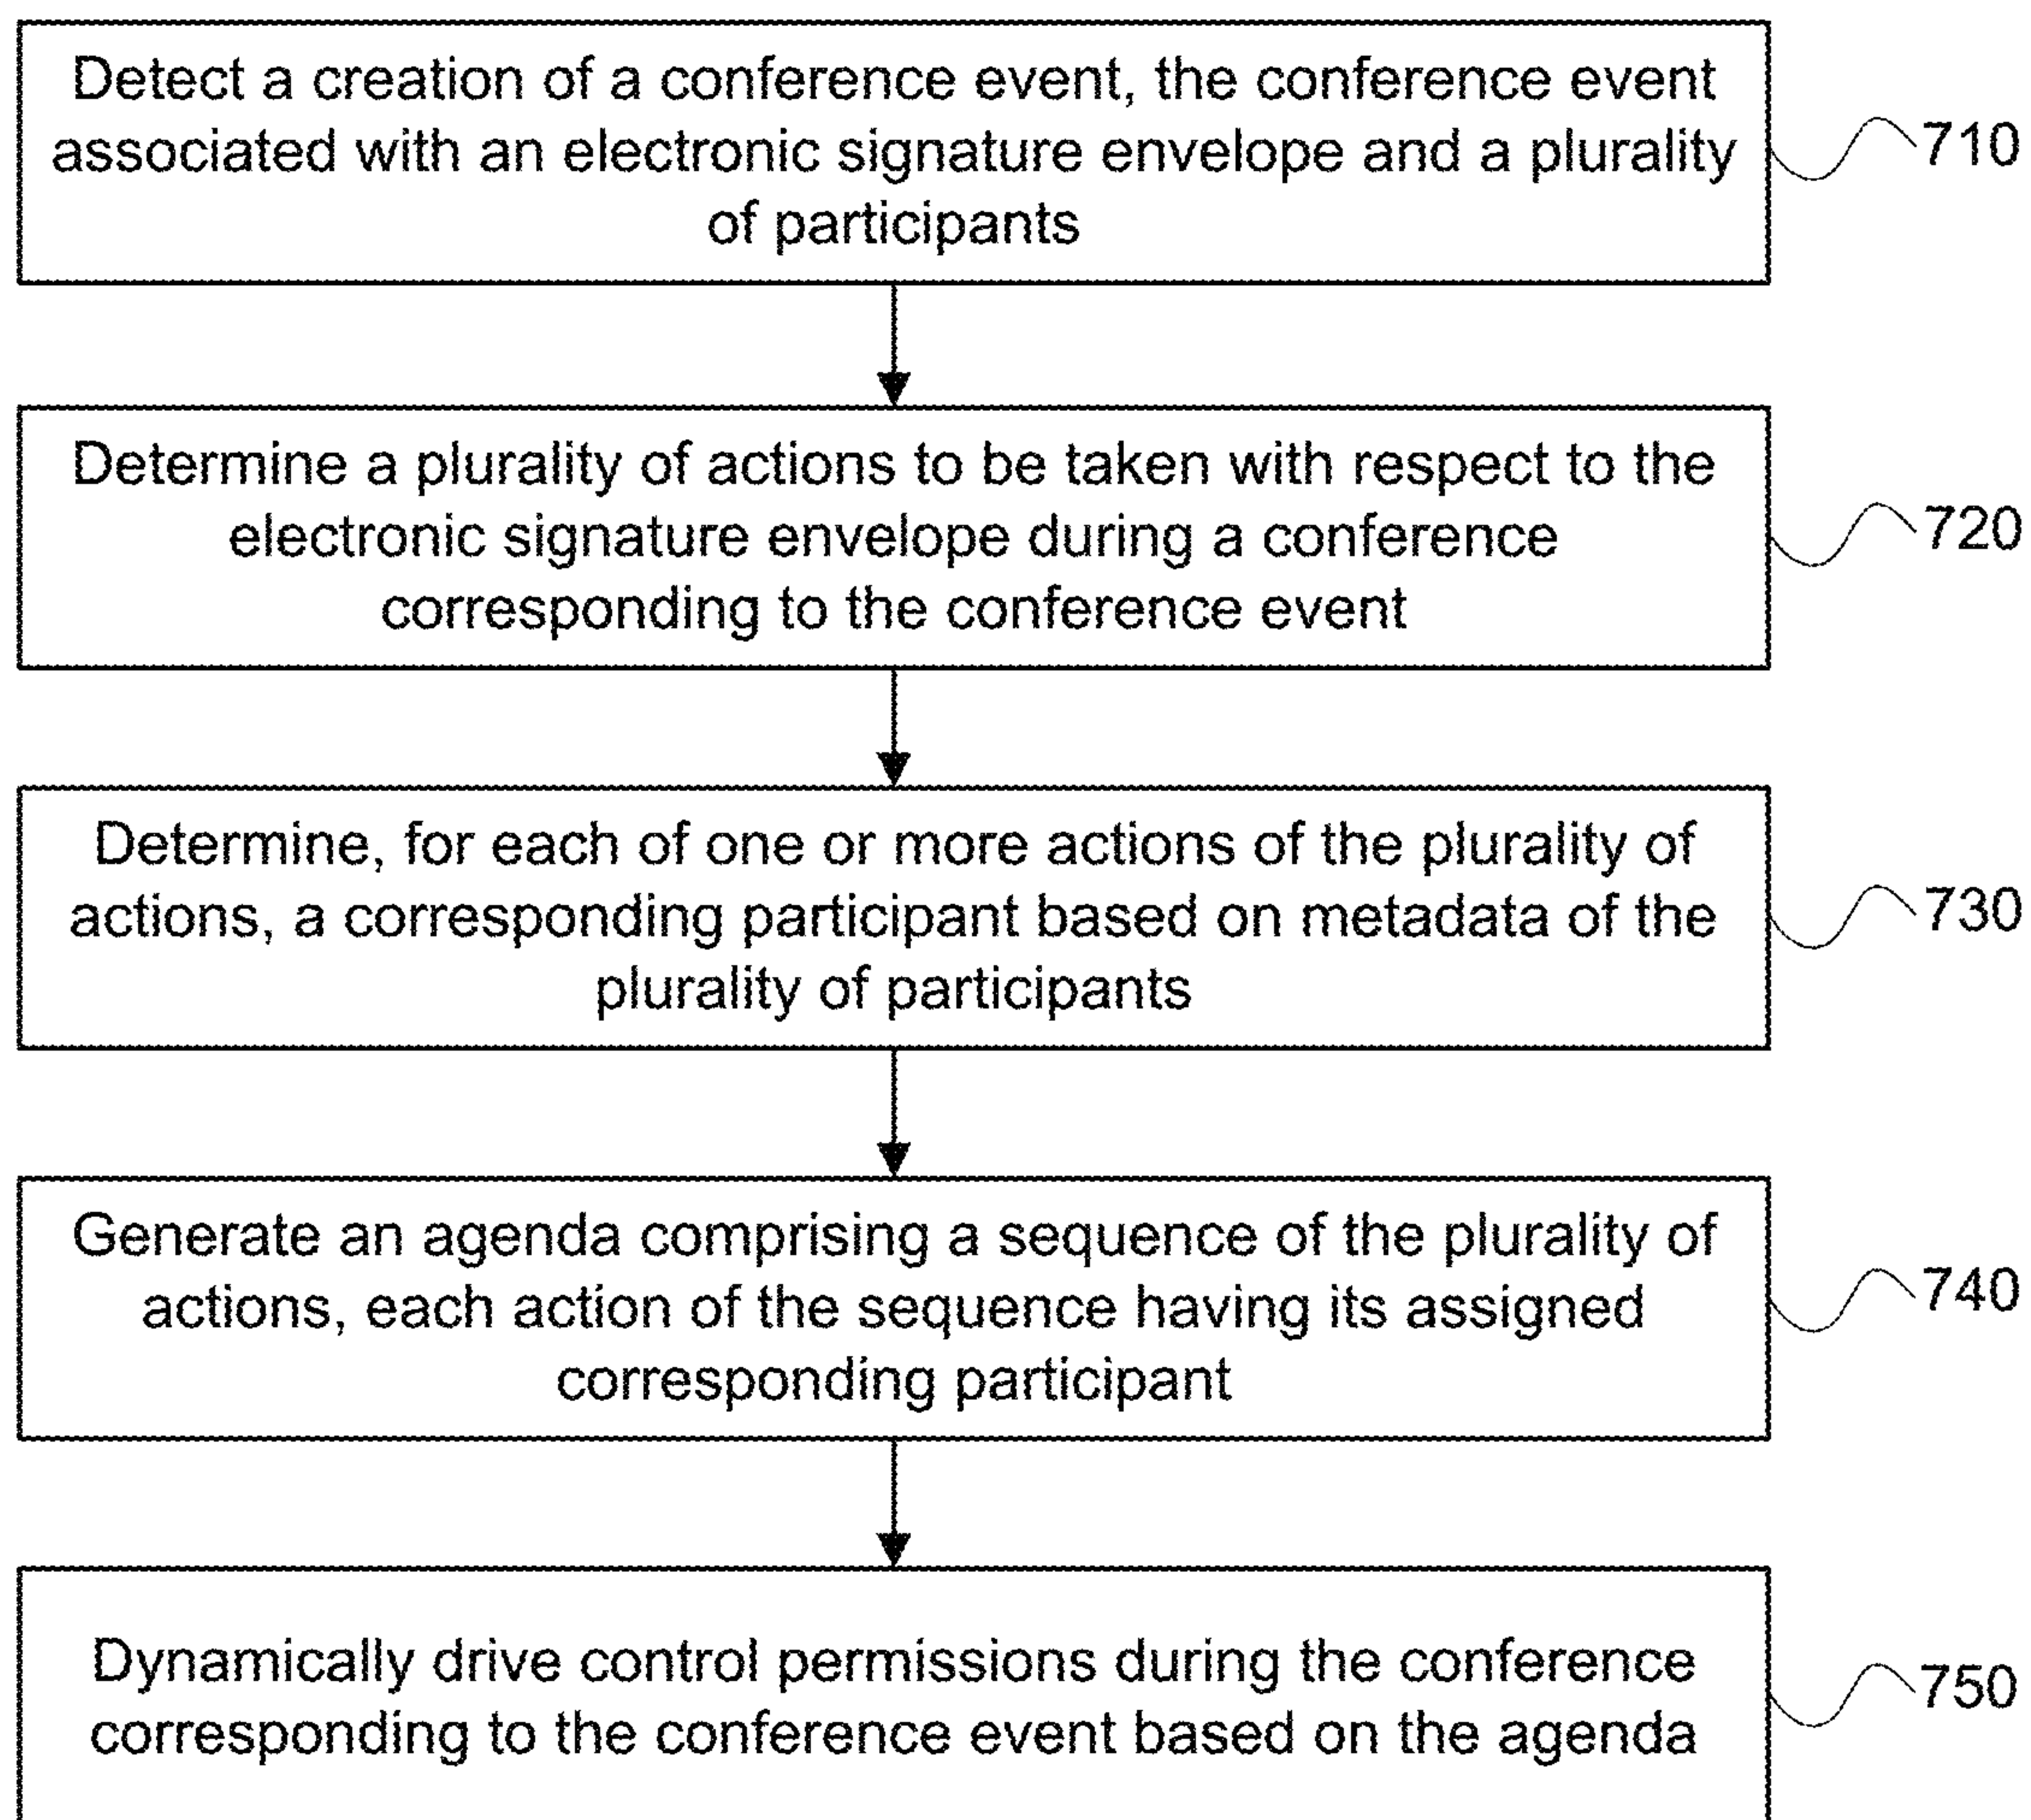 Detect a creation of a conference event, the conference event
associated with an electronic signature envelope and a plurality
of participants
710
Determine a plurality of actions to be taken with respect to the
electronic signature envelope during a conference
corresponding to the conference event
720
Determine, for each of one or more actions of the plurality of
actions, a corresponding participant based on metadata of the
plurality of participants
730
Generate an agenda comprising a sequence of the plurality of
actions, each action of the sequence having its assigned
corresponding participant
740
Dynamically drive control permissions during the conference
corresponding to the conference event based on the agenda
750